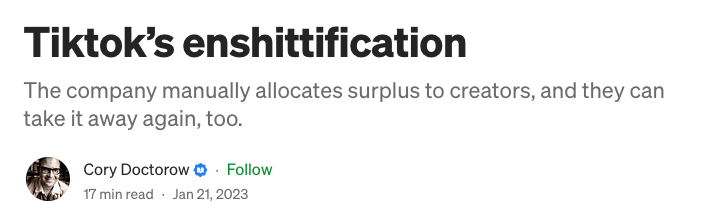 Tiktok’s enshittification
The company manually allocates surplus to creators, and they can
take it away again, too.
Cory Doctorow · Follow
17 min read · Jan 21, 2023